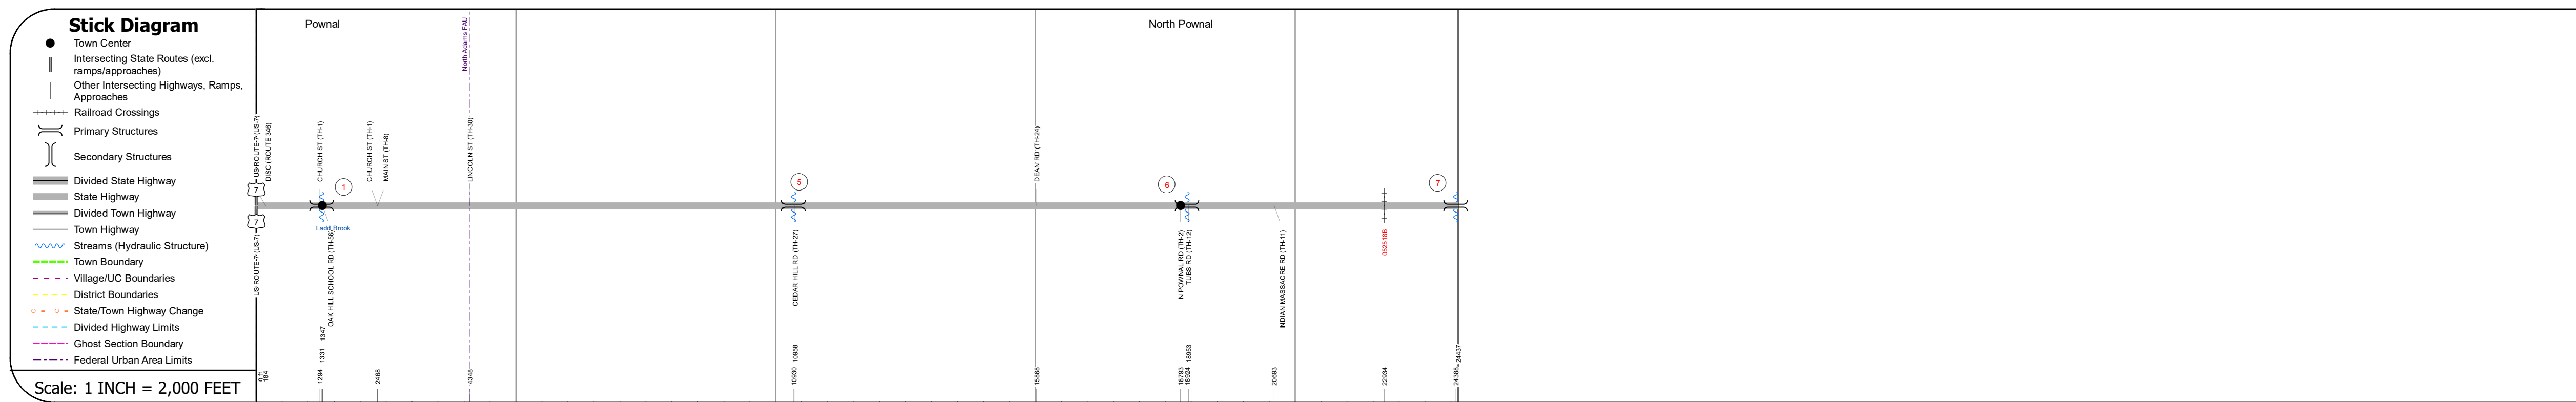 Stick Diagram
Town Center
Intersecting State Routes (excl.
ramps/approaches)
Other Intersecting Highways, Ramps,
Approaches
Railroad Crossings
Primary Structures
Secondary Structures
Divided State Highway
State Highway
Divided Town Highway
Town Highway
Streams (Hydraulic Structure)
Town Boundary
Village/UC Boundaries
District Boundaries
State/Town Highway Change
Divided Highway Limits
Ghost Section Boundary
Federal Urban Area Limits
Scale: 1 INCH = 2,000 FEET
Pownal
North Pownal
North Adams FAU
US ROUTE-7 (US-7)
DISC (ROUTE 346)
CHURCH ST (TH-1)
CHURCH ST (TH-1)
MAIN ST (TH-8)
LINCOLN ST (TH-30)
DEAN RD (TH-24)
7
7
1
5
6
7
Ladd Brook
US ROUTE-7 (US-7)
OAK HILL SCHOOL RD (TH-56)
CEDAR HILL RD (TH-27)
N POWNAL RD (TH-2)
TUBS RD (TH-12)
INDIAN MASSACRE RD (TH-11)
052518B
0 ft
184
1294
1331
1347
2468
4348
10930
10958
15868
18793
18924
18953
20693
22934
24388
24437